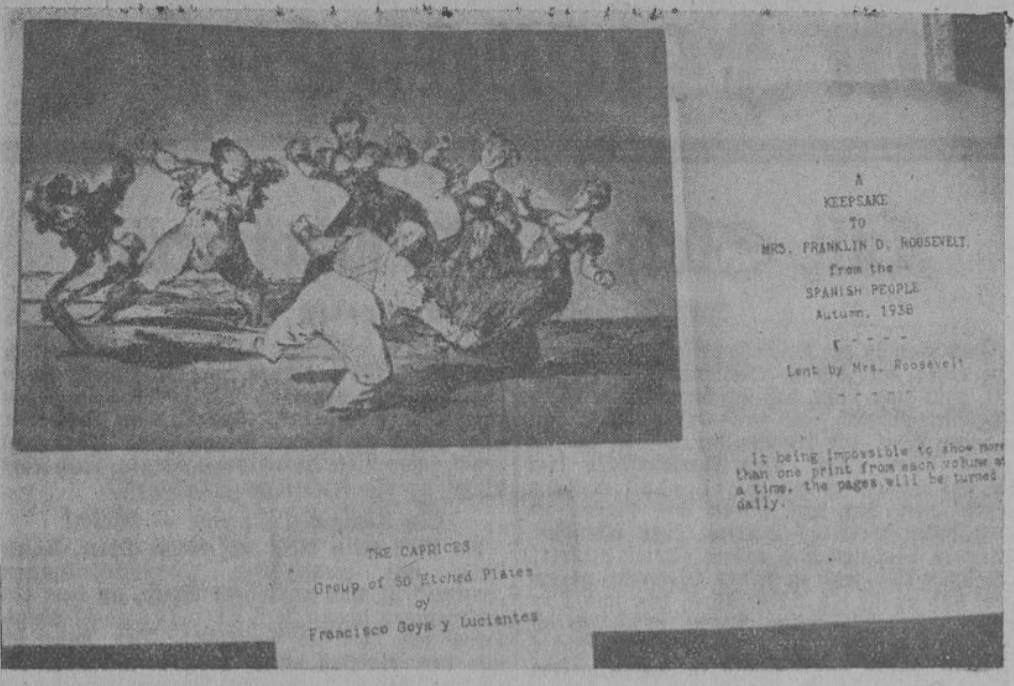 A
KEEPSAKE
TO
MRS. FRANKLIN D. ROOSEVELT.
from the
SPANISH PEOPLE
Autumn, 1938
- - - -
Lent by Mrs. Roosevelt
- - - - -
It being impossible to show more
than one print from each volume at
a time, the pages will be turned
daily.
THE CAPRICES
Group of 80 Etched Plates
by
Francisco Goya y Lucientes